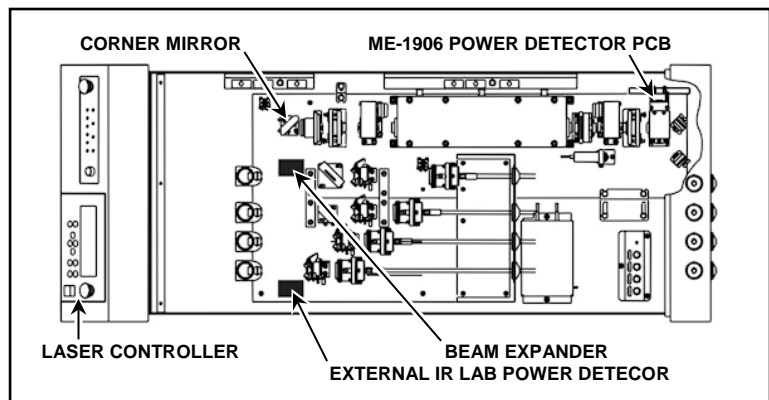 CORNER MIRROR
ME-1906 POWER DETECTOR PCB
LASER CONTROLLER
BEAM EXPANDER
EXTERNAL IR LAB POWER DETECOR